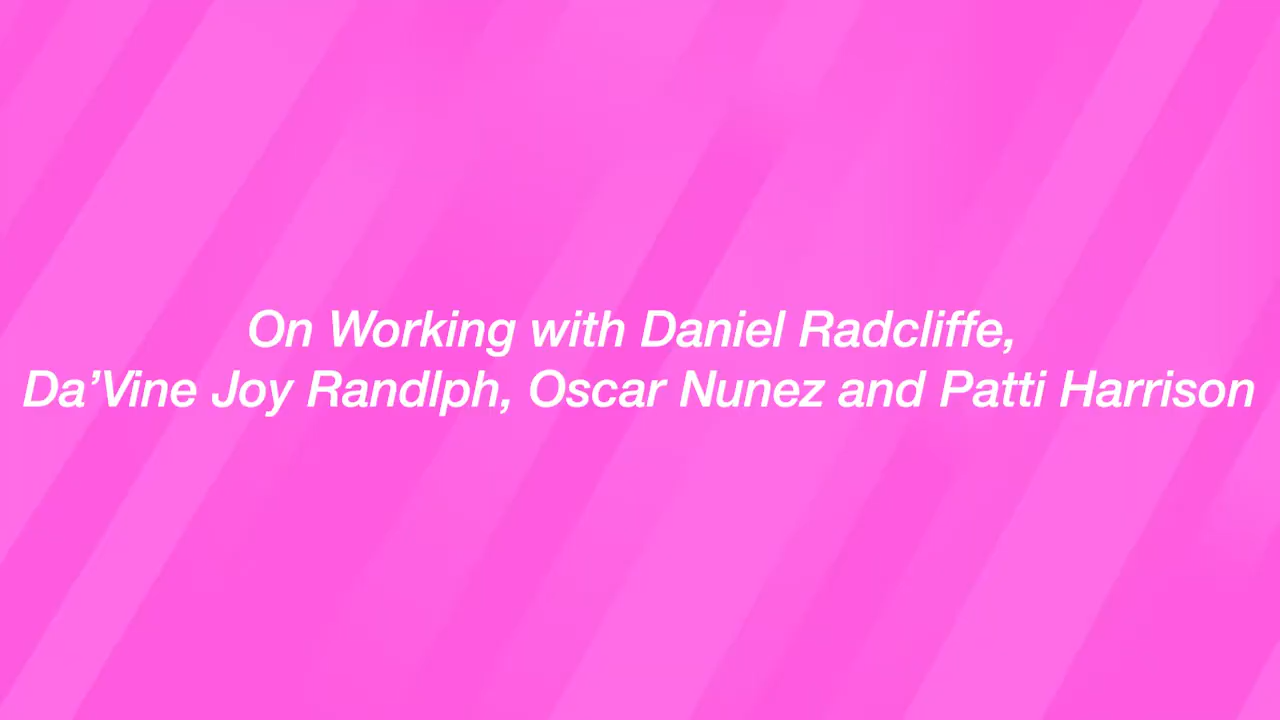 On Working with Daniel Radcliffe,
Da’Vine Joy Randlph, Oscar Nunez and Patti Harrison